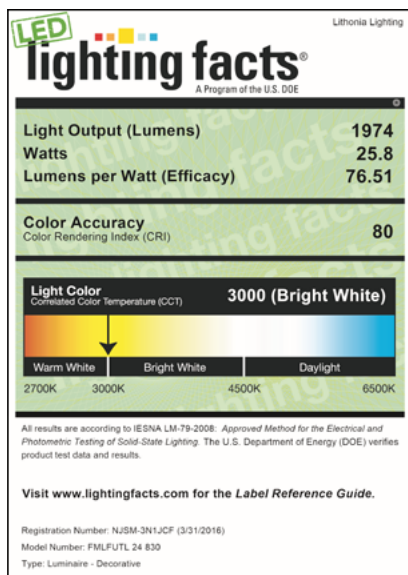 Lithonia Lighting
LED
lighting facts®
A Program of the U.S. DOE
Light Output (Lumens) 1974
Watts 25.8
Lumens per Watt (Efficacy) 76.51
Color Accuracy
Color Rendering Index (CRI) 80
Light Color
Correlated Color Temperature (CCT) 3000 (Bright White)
Warm White Bright White Daylight
2700K 3000K 4500K 6500K
All results are according to IESNA LM-79-2008: Approved Method for the Electrical and
Photometric Testing of Solid-State Lighting. The U.S. Department of Energy (DOE) verifies
product test data and results.
Visit www.lightingfacts.com for the Label Reference Guide.
Registration Number: NJSM-3N1JCF (3/31/2016)
Model Number: FMLFUTL 24 830
Type: Luminaire - Decorative